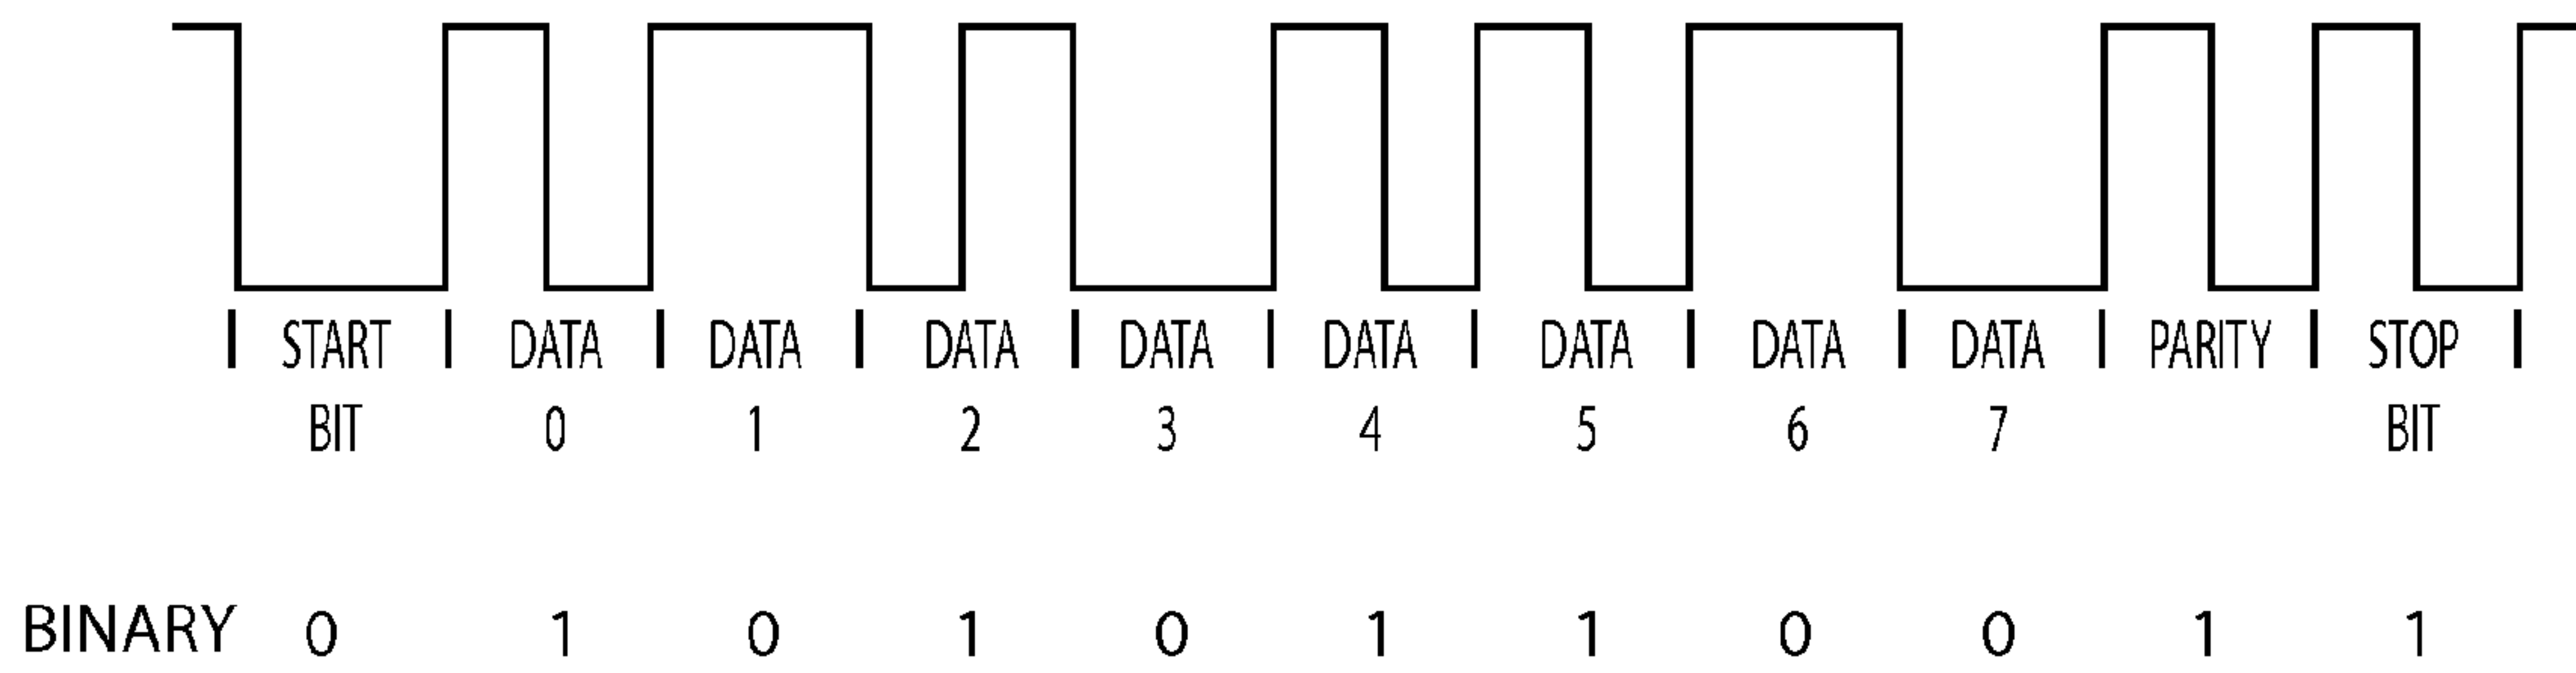 START DATA DATA DATA DATA DATA DATA DATA DATA PARITY STOP
BIT 0 1 2 3 4 5 6 7 BIT
BINARY 0 1 0 1 0 1 1 0 0 1 1